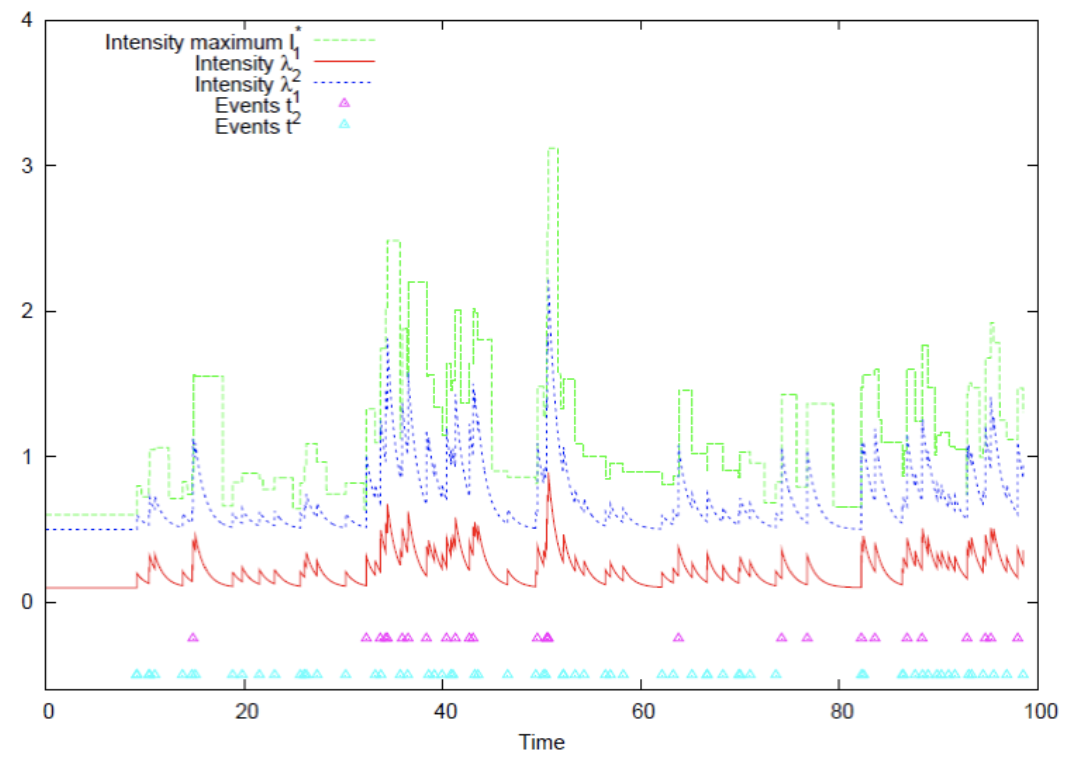 4
3
2
1
0
Intensity maximum I*
Intensity λ1
Intensity λ2
Events t1
Events t2
0 20 40 60 80 100
Time